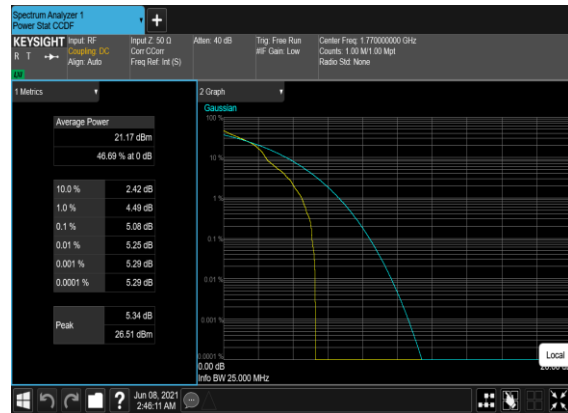 Spectrum Analyzer 1
Power Stat CCDF
+
KEYSIGHT
R T
LXI
Input: RF
Coupling: DC
Align: Auto
Input Z: 50 Ω
Corr CCorr
Freq Ref: Int (S)
Atten: 40 dB
Trig: Free Run
#IF Gain: Low
Center Freq: 1.770000000 GHz
Counts: 1.00 M/1.00 Mpt
Radio Std: None
1 Metrics
Average Power
21.17 dBm
46.69 % at 0 dB
10.0 % 2.42 dB
1.0 % 4.49 dB
0.1 % 5.08 dB
0.01 % 5.25 dB
0.001 % 5.29 dB
0.0001 % 5.29 dB
Peak
5.34 dB
26.51 dBm
2 Graph
Gaussian
100 %
10 %
1 %
0.1 %
0.01 %
0.001 %
0.0001 %
0.00 dB
Info BW 25.000 MHz
Local
?
Jun 08, 2021
2:46:11 AM